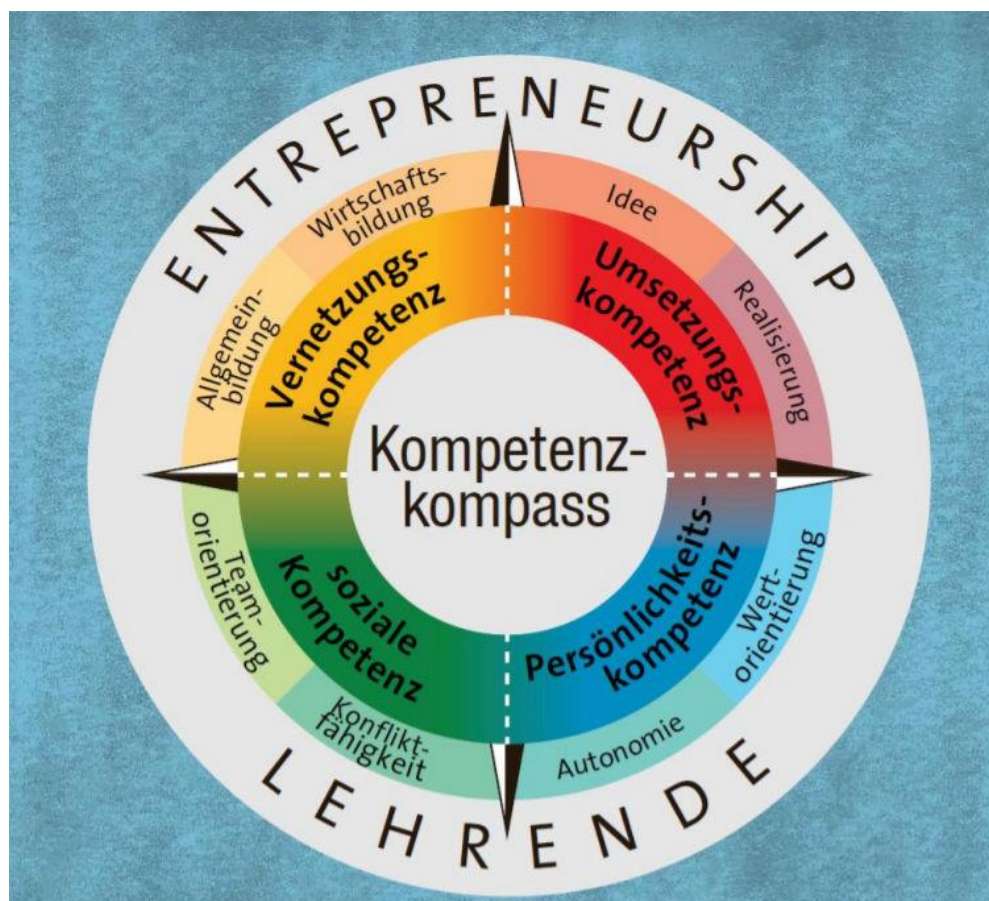 ENTREPRENEURSHIP
Wirtschafts-
bildung
Idee
Allgemein-
bildung
Vernetzungs-
kompetenz
Umsetzungs-
kompetenz
Realisierung
Kompetenz-
kompass
Team-
orientierung
soziale
Kompetenz
Persönlichkeits-
kompetenz
Wert-
orientierung
Konflikt-
fähigkeit
Autonomie
LEHRENDE